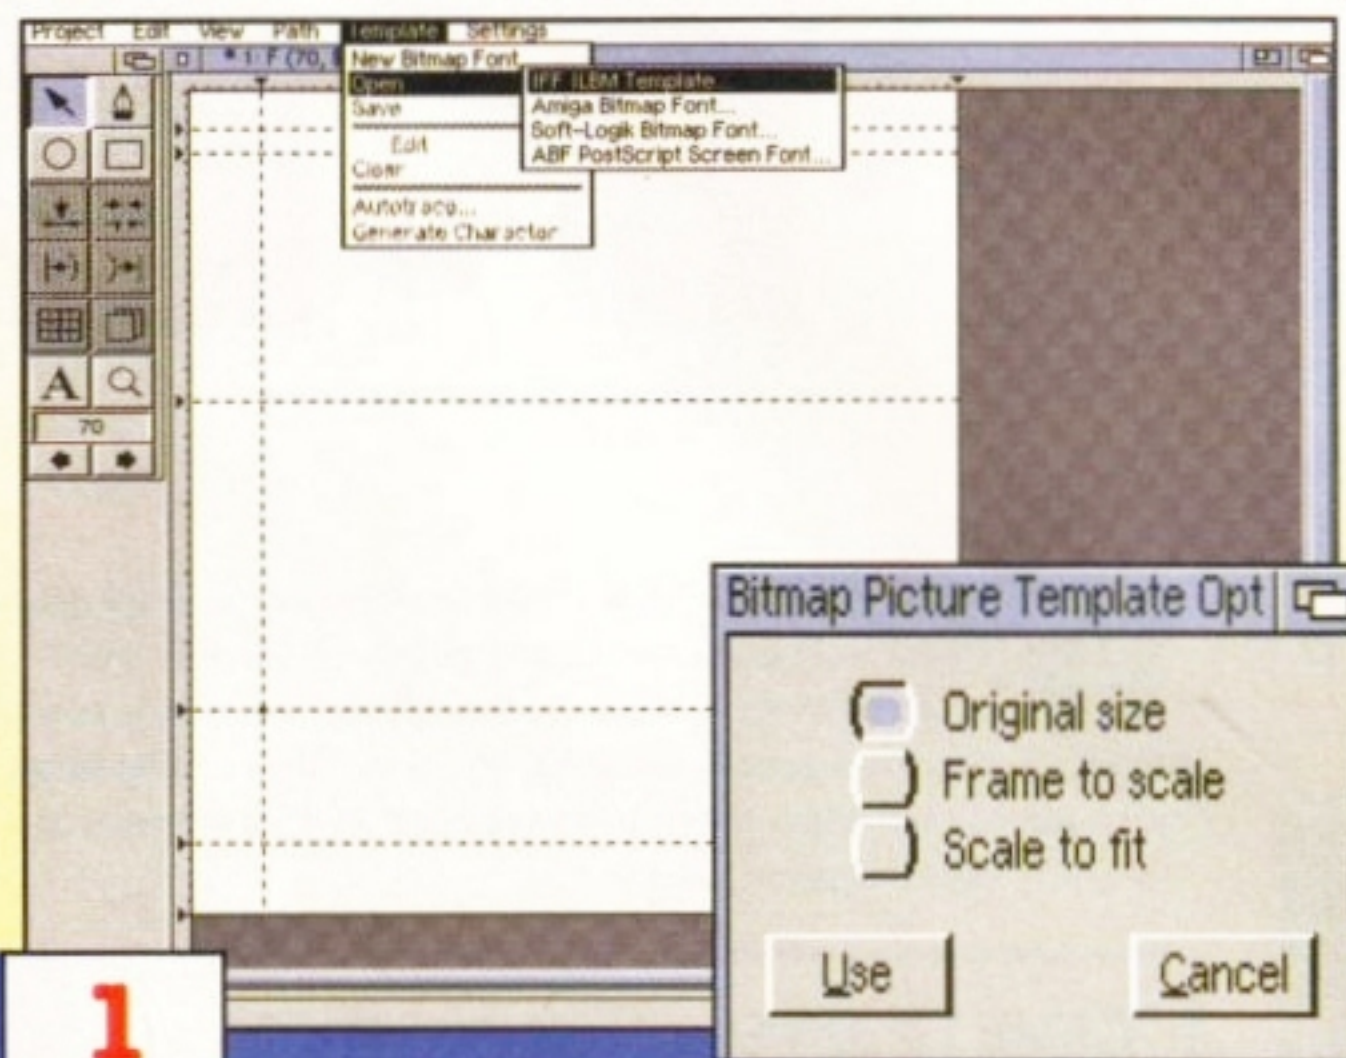 Project Edit View Path Template Settings
* 1: F (70,
New Bitmap Font
Open
Save
Edit
Clear
Autotrace...
Generate Character
IFF ILBM Template...
Amiga Bitmap Font...
Soft-Logik Bitmap Font...
ABF PostScript Screen Font...
A
70
Bitmap Picture Template Opt
Original size
Frame to scale
Scale to fit
Use
Cancel
1